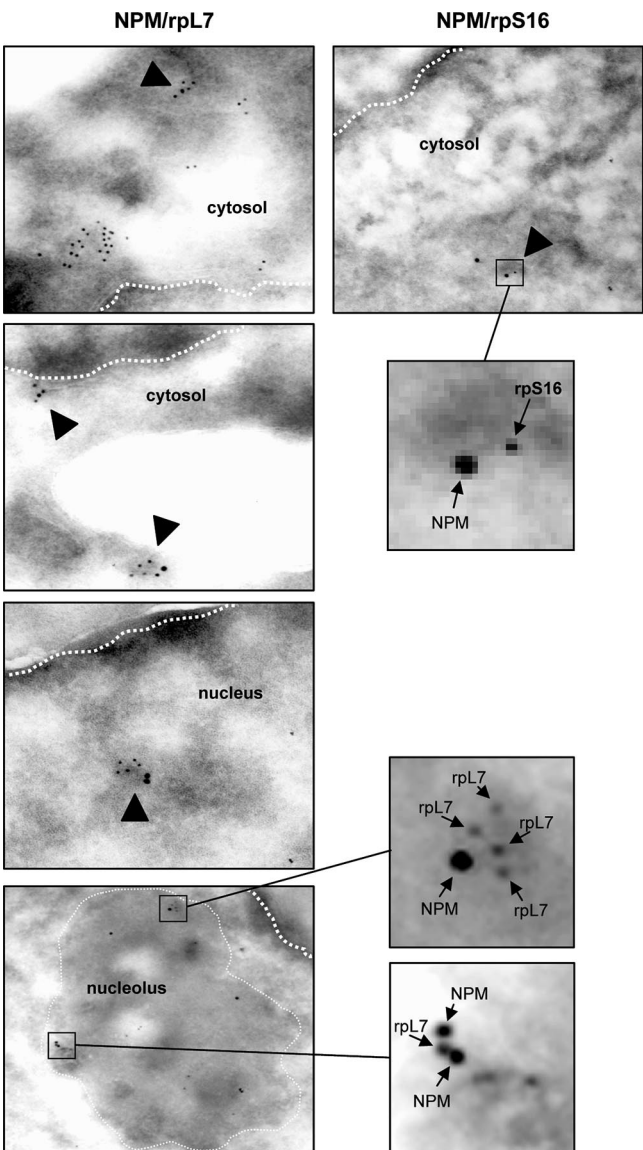 NPM/rpL7
NPM/rpS16
cytosol
cytosol
cytosol
rpS16
NPM
nucleus
rpL7
rpL7
rpL7
NPM
rpL7
nucleolus
NPM
rpL7
NPM